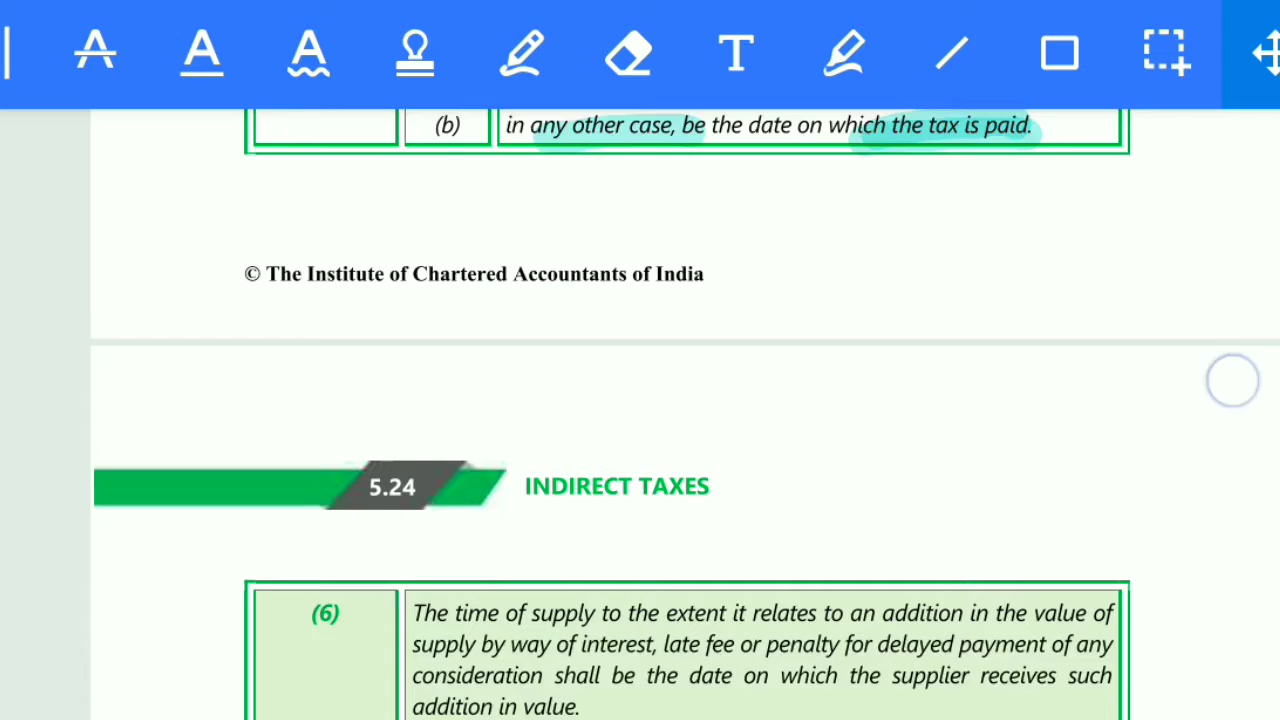 (b) in any other case, be the date on which the tax is paid.
© The Institute of Chartered Accountants of India
5.24 INDIRECT TAXES
(6) The time of supply to the extent it relates to an addition in the value of
supply by way of interest, late fee or penalty for delayed payment of any
consideration shall be the date on which the supplier receives such
addition in value.